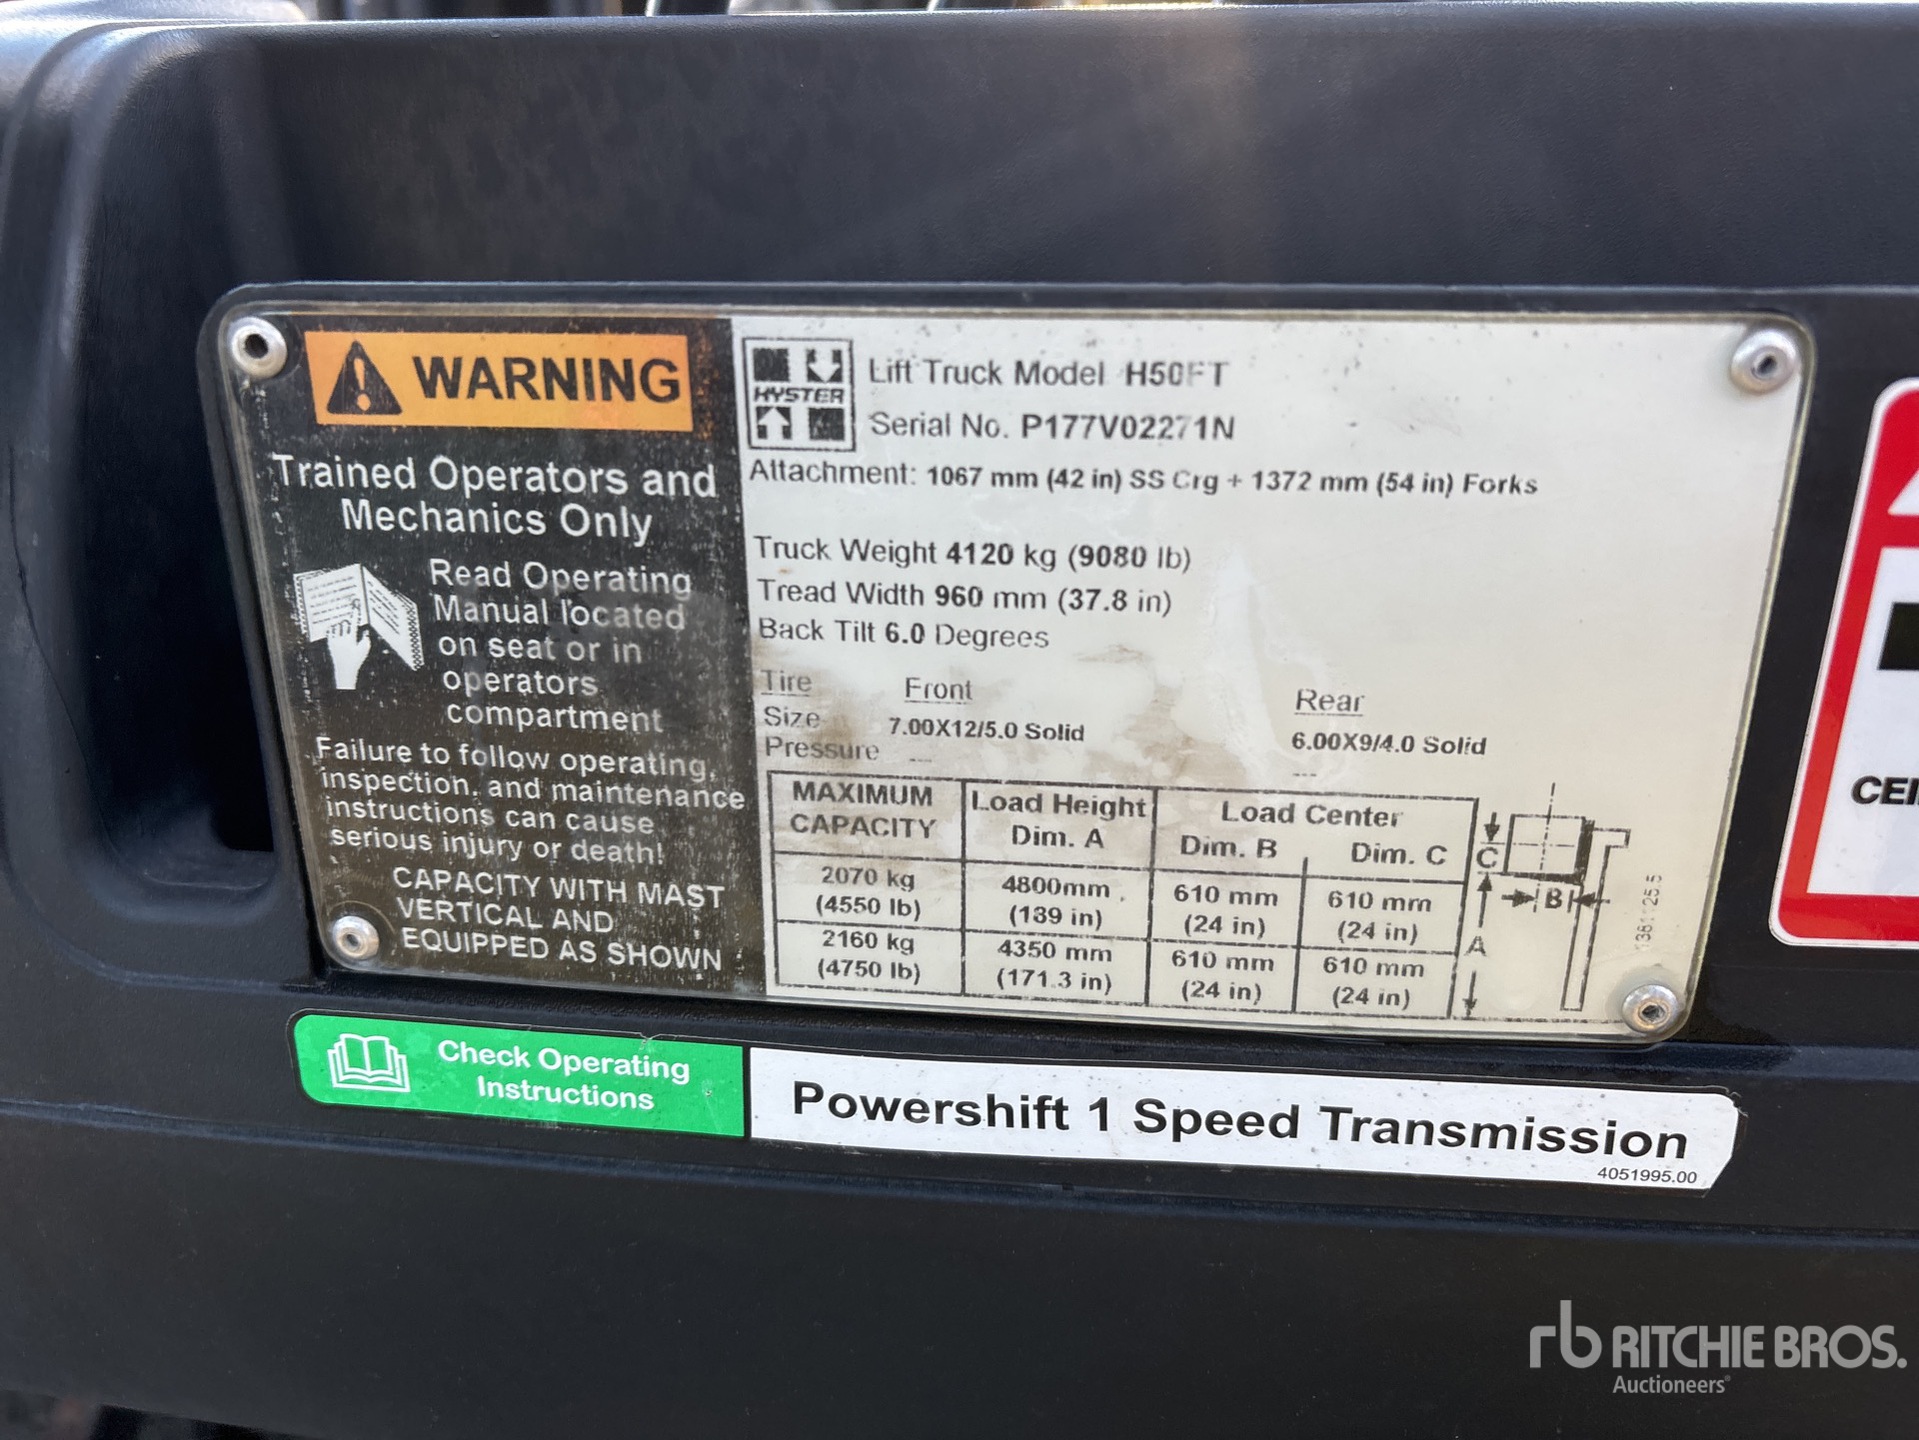 WARNING
Trained Operators and
Mechanics Only
Read Operating
Manual located
on seat or in
operators
compartment
Failure to follow operating,
inspection, and maintenance
instructions can cause
serious injury or death!
CAPACITY WITH MAST
VERTICAL AND
EQUIPPED AS SHOWN
HYSTER
Lift Truck Model H50FT
Serial No. P177V02271N
Attachment: 1067 mm (42 in) SS Crg + 1372 mm (54 in) Forks
Truck Weight 4120 kg (9080 lb)
Tread Width 960 mm (37.8 in)
Back Tilt 6.0 Degrees
Tire Front Rear
Size 7.00X12/5.0 Solid 6.00X9/4.0 Solid
Pressure --- ---
MAXIMUM CAPACITY Load Height Dim. A Load Center Dim. B Dim. C
2070 kg (4550 lb) 4800mm (189 in) 610 mm (24 in) 610 mm (24 in)
2160 kg (4750 lb) 4350 mm (171.3 in) 610 mm (24 in) 610 mm (24 in)
C
B
A
Check Operating
Instructions
Powershift 1 Speed Transmission
4051995.00
rb RITCHIE BROS.
Auctioneers®